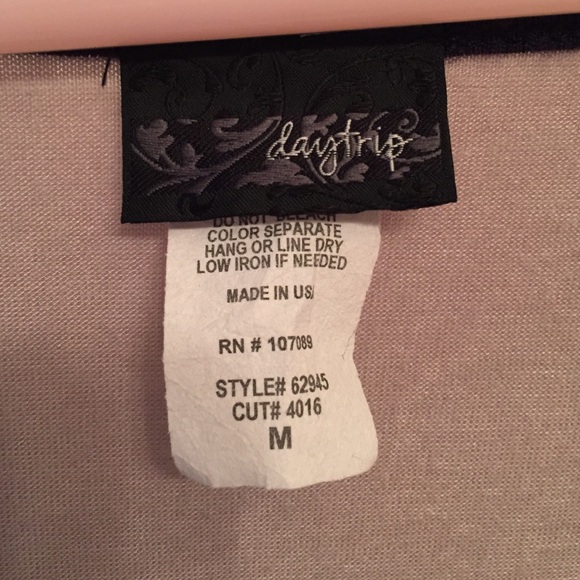 daytrip
DO NOT BLEACH
COLOR SEPARATE
HANG OR LINE DRY
LOW IRON IF NEEDED
MADE IN US
RN # 107089
STYLE# 62945
CUT# 4016
M